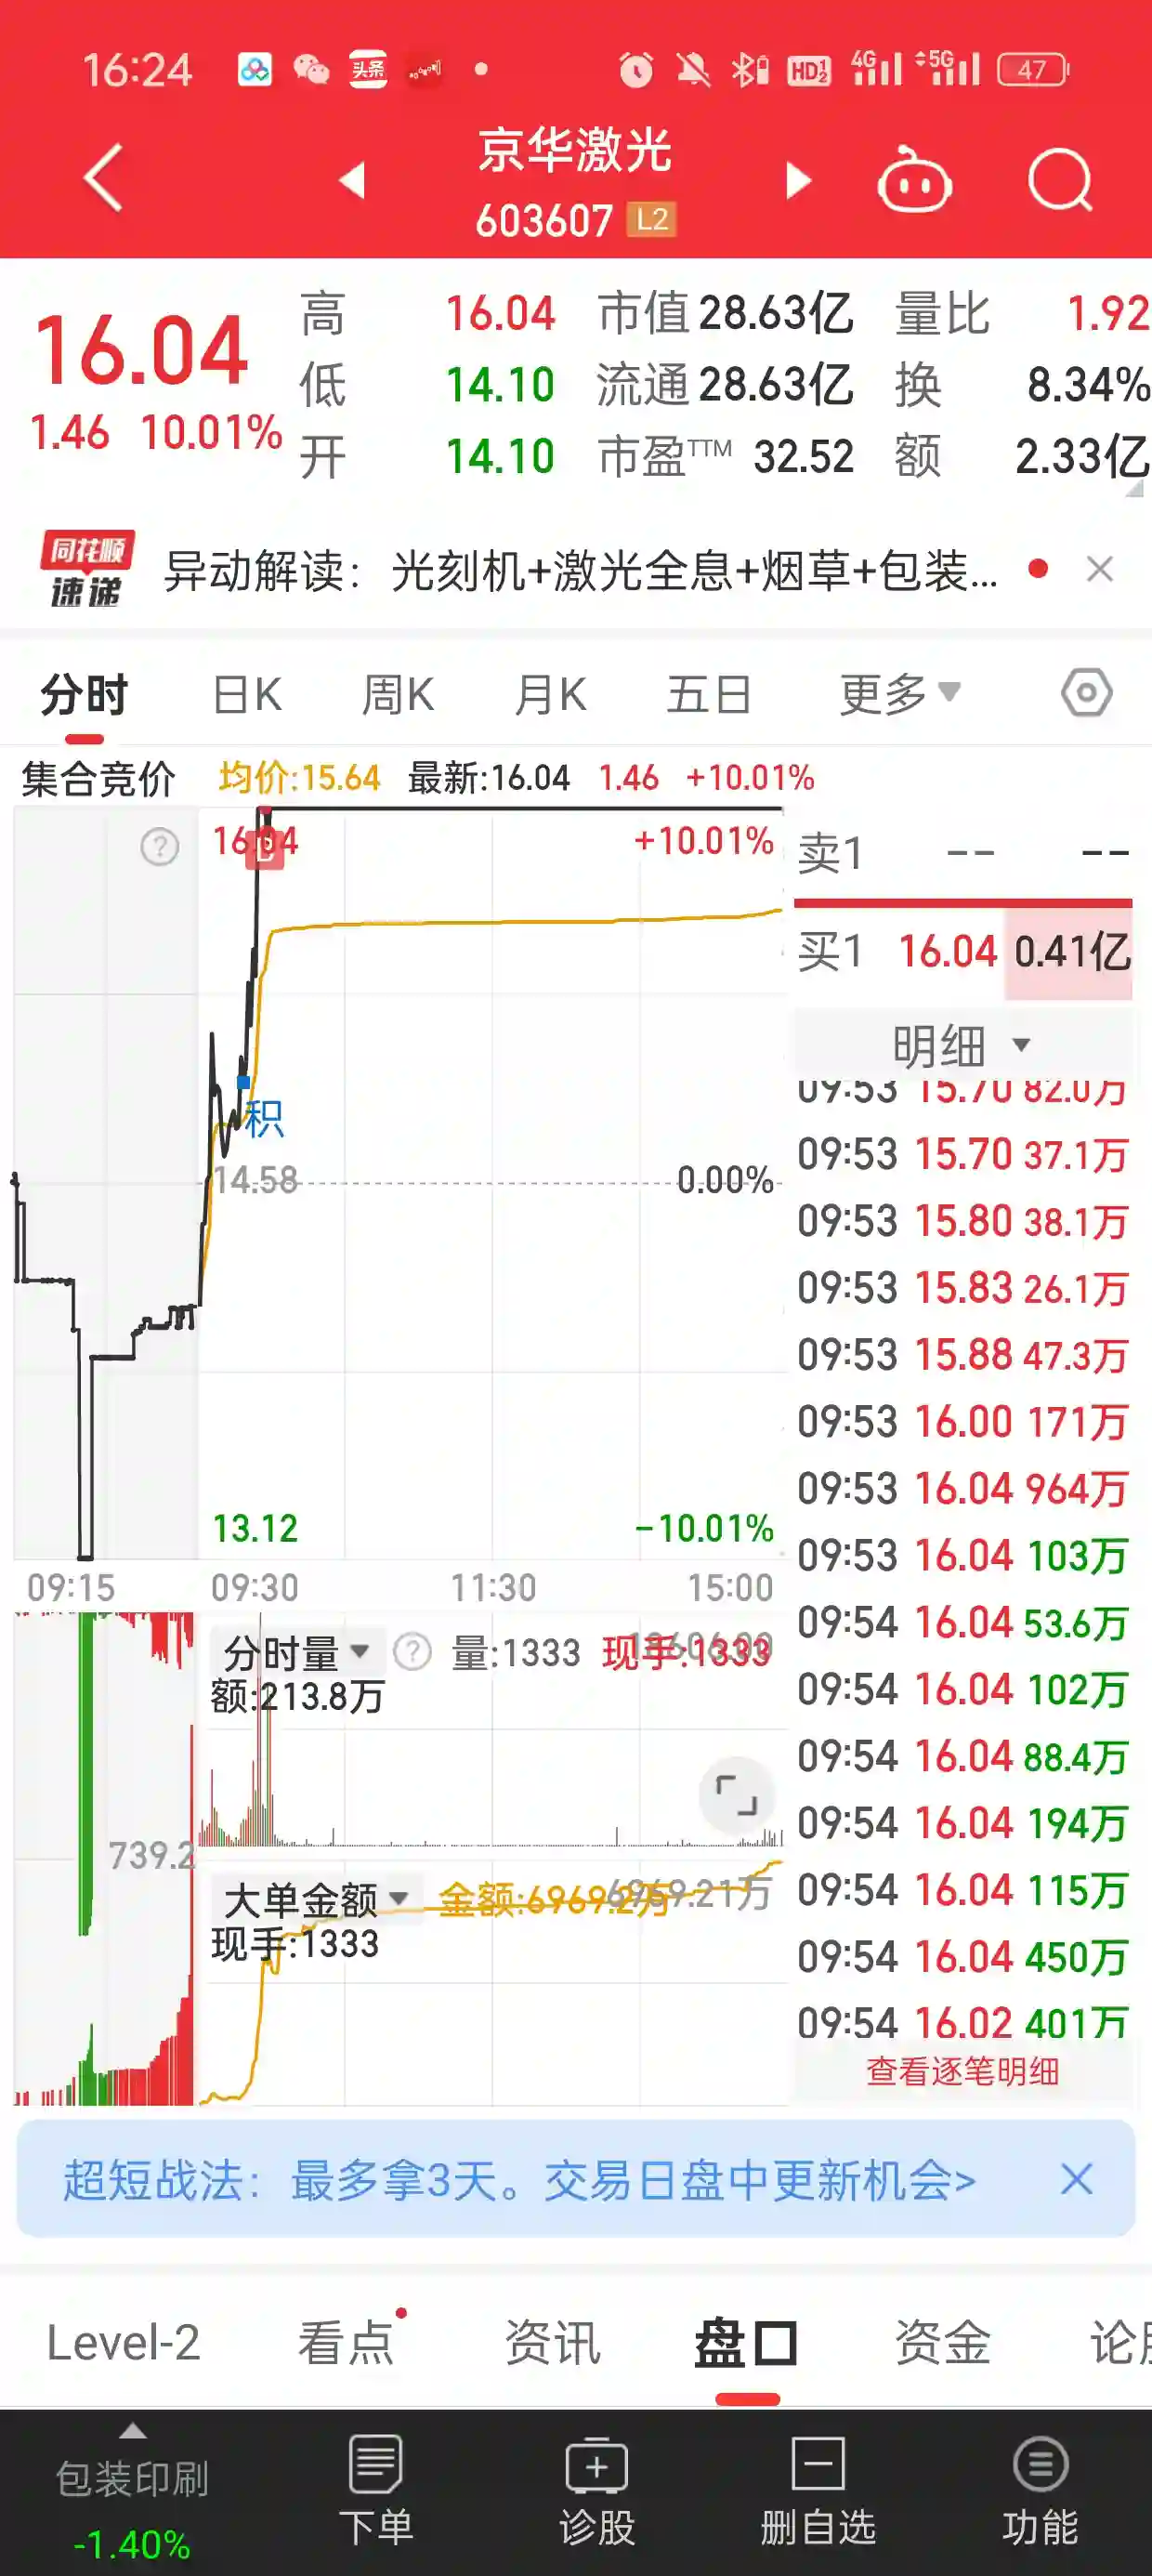 16:24 头条 HD1 2 4G 5G 47
京华激光
603607 L2
16.04
1.46 10.01%
高 16.04 市值 28.63亿 量比 1.92
低 14.10 流通 28.63亿 换 8.34%
开 14.10 市盈TTM 32.52 额 2.33亿
同花顺
速递
异动解读：光刻机+激光全息+烟草+包装...
分时 日K 周K 月K 五日 更多
集合竞价 均价:15.64 最新:16.04 1.46 +10.01%
16.04 +10.01%
积
14.58 0.00%
13.12 -10.01%
09:15 09:30 11:30 15:00
卖1 -- --
买1 16.04 0.41亿
明细
09:53 15.70 82.0万
09:53 15.70 37.1万
09:53 15.80 38.1万
09:53 15.83 26.1万
09:53 15.88 47.3万
09:53 16.00 171万
09:53 16.04 964万
09:53 16.04 103万
09:54 16.04 53.6万
09:54 16.04 102万
09:54 16.04 88.4万
09:54 16.04 194万
09:54 16.04 115万
09:54 16.04 450万
09:54 16.02 401万
查看逐笔明细
分时量 ? 量:1333 现手:1333
额:213.8万
739.2
大单金额 金额:6969.2万 6969.21万
现手:1333
超短战法：最多拿3天。交易日盘中更新机会>
Level-2 看点 资讯 盘口 资金 论股
包装印刷
-1.40%
下单 诊股 删自选 功能